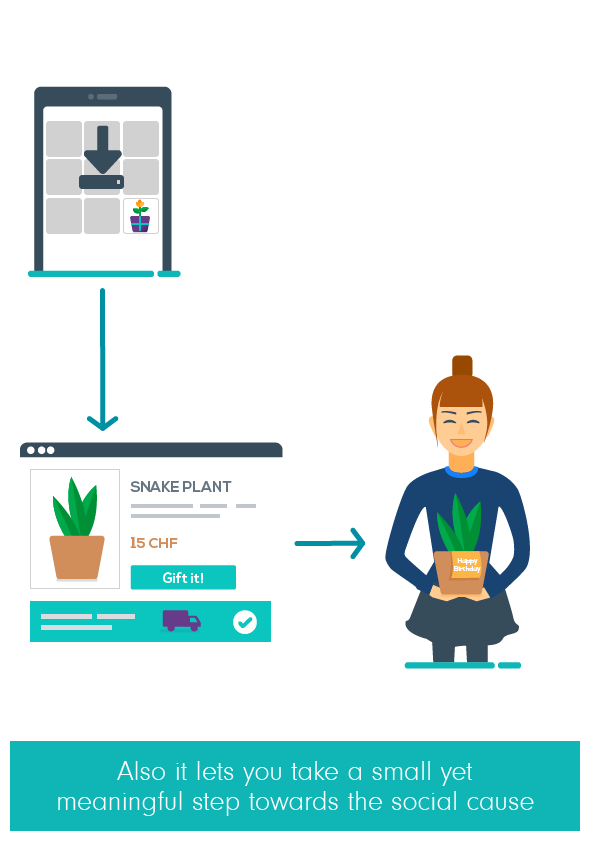 SNAKE PLANT
15 CHF
Gift it!
Happy
Birthday
Also it lets you take a small yet
meaningful step towards the social cause